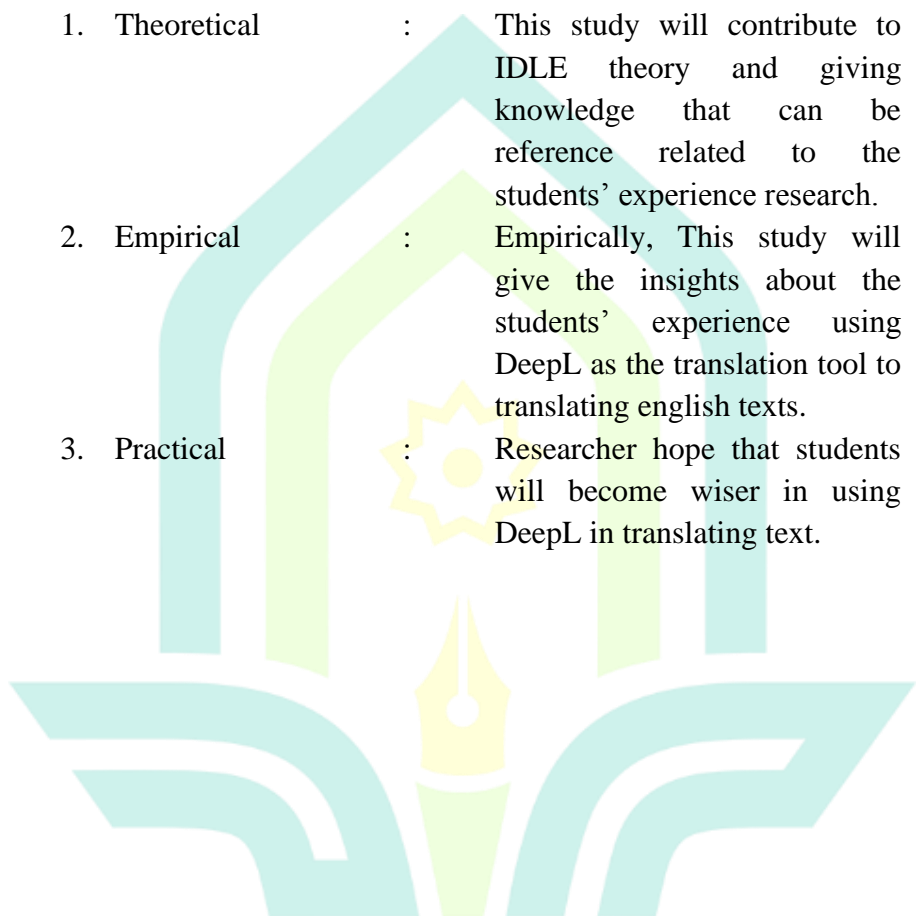 1. Theoretical : This study will contribute to
IDLE theory and giving
knowledge that can be
reference related to the
students’ experience research.
2. Empirical : Empirically, This study will
give the insights about the
students’ experience using
DeepL as the translation tool to
translating english texts.
3. Practical : Researcher hope that students
will become wiser in using
DeepL in translating text.